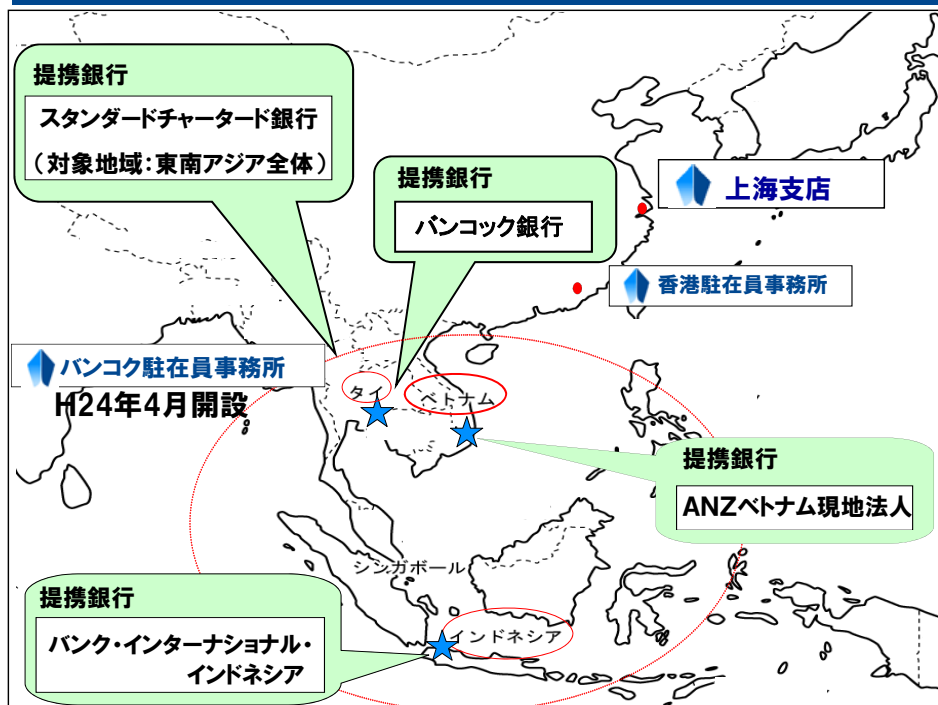 提携銀行
スタンダードチャータード銀行
（対象地域：東南アジア全体）
提携銀行
バンコック銀行
上海支店
香港駐在員事務所
バンコク駐在員事務所
H24年4月開設
タイ
ベトナム
提携銀行
ANZベトナム現地法人
シンガポール
提携銀行
バンク・インターナショナル・
インドネシア
インドネシア